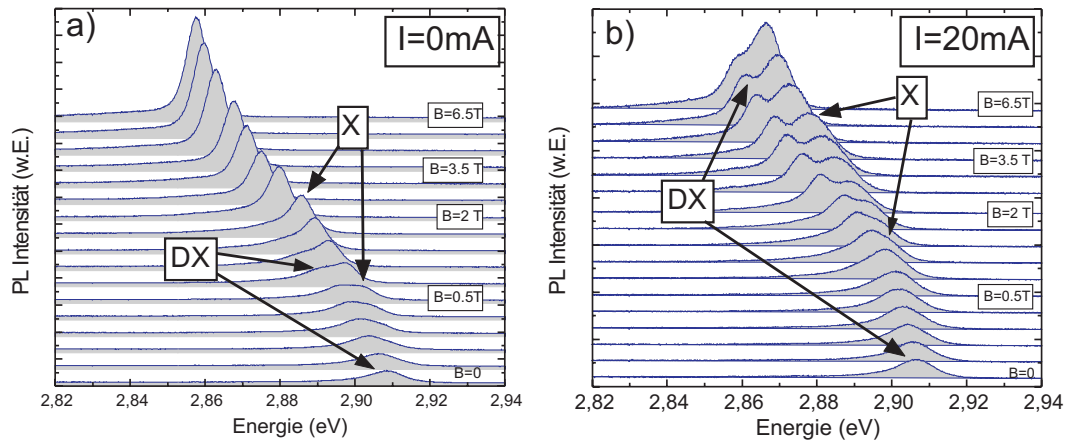 a)
I=0mA
X
DX
B=6.5T
B=3.5 T
B=2 T
B=0.5T
B=0
PL Intensität (w.E.)
2,82 2,84 2,86 2,88 2,90 2,92 2,94
Energie (eV)
b)
I=20mA
X
DX
B=6.5T
B=3.5 T
B=2 T
B=0.5T
B=0
PL Intensität (w.E.)
2,82 2,84 2,86 2,88 2,90 2,92 2,94
Energie (eV)